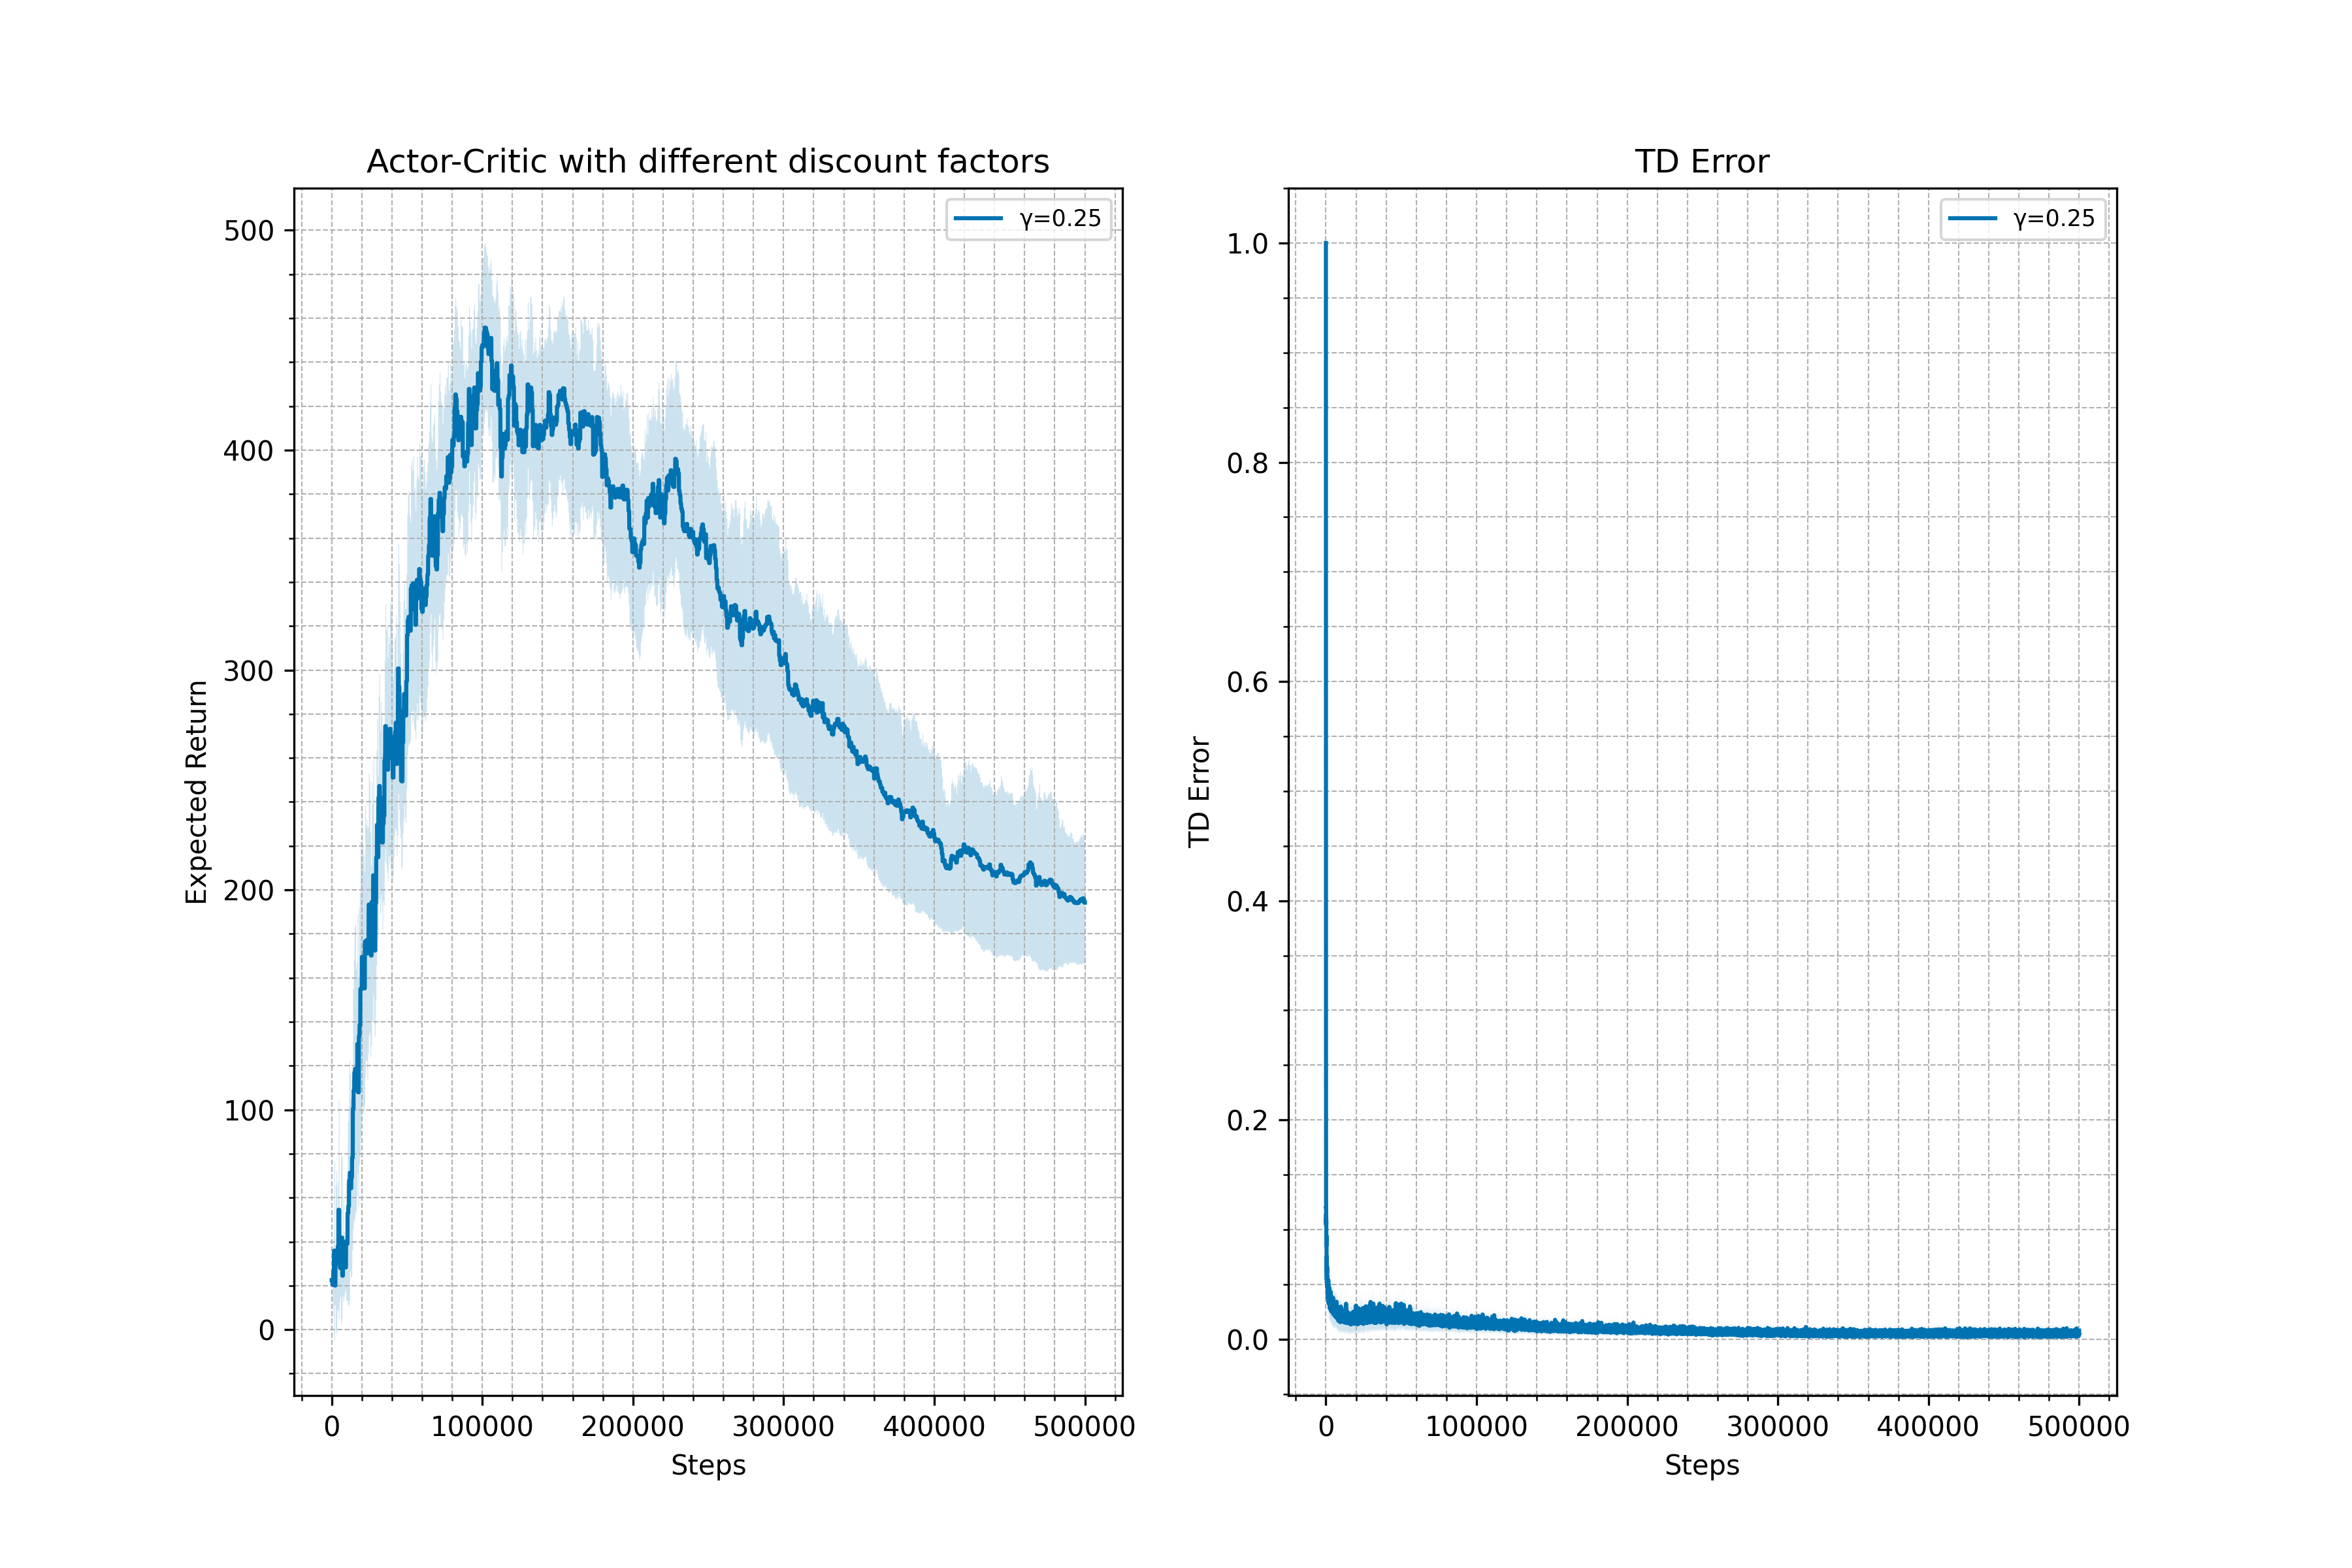 Actor-Critic with different discount factors
γ=0.25
500
400
300
200
100
0
Expected Return
0 100000 200000 300000 400000 500000
Steps
TD Error
γ=0.25
1.0
0.8
0.6
0.4
0.2
0.0
TD Error
0 100000 200000 300000 400000 500000
Steps